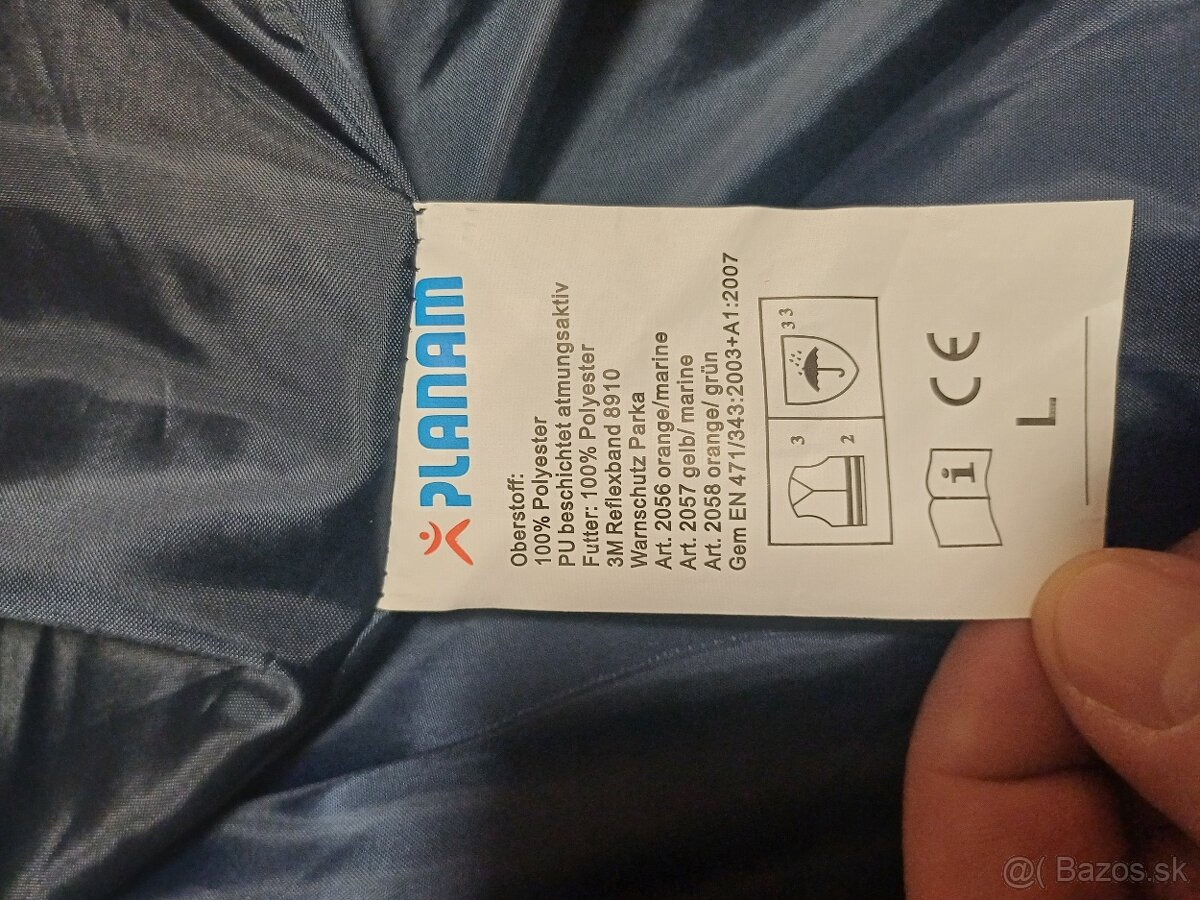 PLANAM
Oberstoff:
100% Polyester
PU beschichtet atmungsaktiv
Futter: 100% Polyester
3M Reflexband 8910
Warnschutz Parka
Art. 2056 orange/marine
Art. 2057 gelb/ marine
Art. 2058 orange/ grün
Gem EN 471/343:2003+A1:2007
3
2
3 3
i
CE
L
@( Bazos.sk